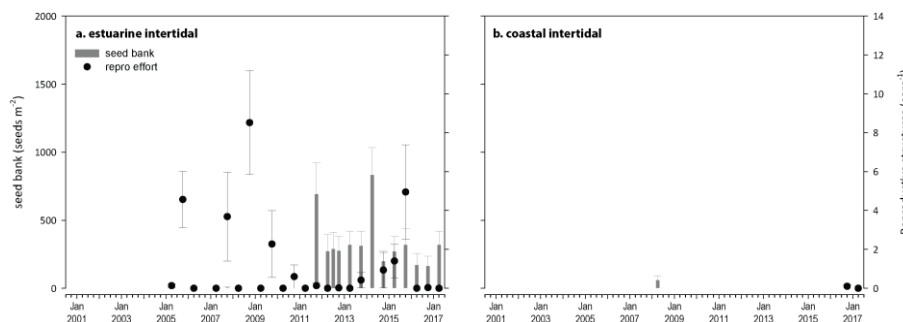 a. estuarine intertidal
seed bank
repro effort
seed bank (seeds m-2)
2000
1500
1000
500
0
Jan 2001
Jan 2003
Jan 2005
Jan 2007
Jan 2009
Jan 2011
Jan 2013
Jan 2015
Jan 2017
b. coastal intertidal
14
12
10
8
6
4
2
0
Jan 2001
Jan 2003
Jan 2005
Jan 2007
Jan 2009
Jan 2011
Jan 2013
Jan 2015
Jan 2017